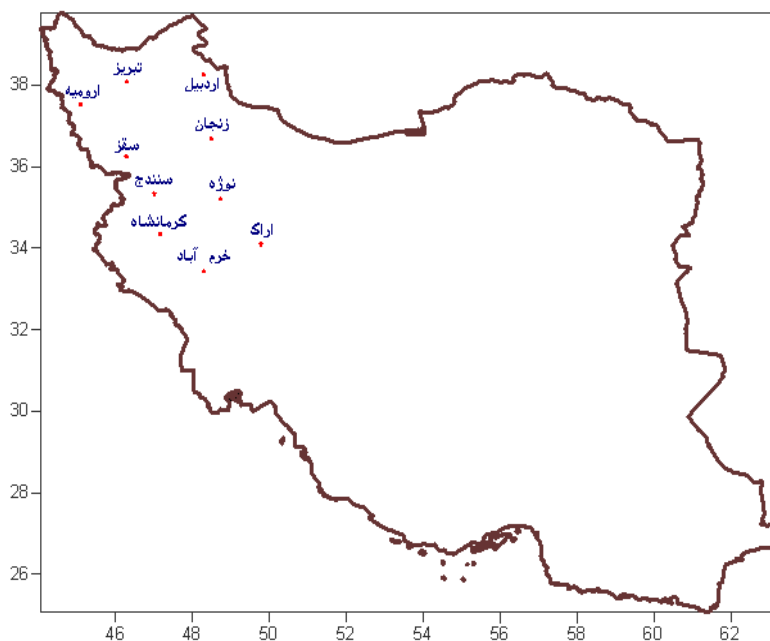 38
36
34
32
30
28
26
تبریز
اردبیل
ارومیه
زنجان
سقز
سنندج
نوژه
کرمانشاه
اراک
خرم آباد
46
48
50
52
54
56
58
60
62